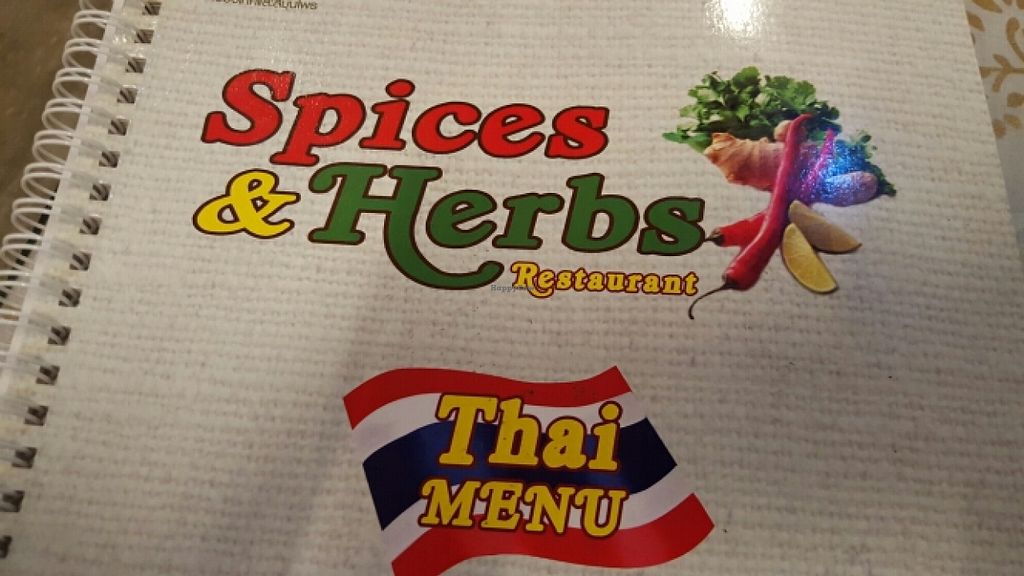 Spices
& Herbs
Restaurant
Thai
MENU